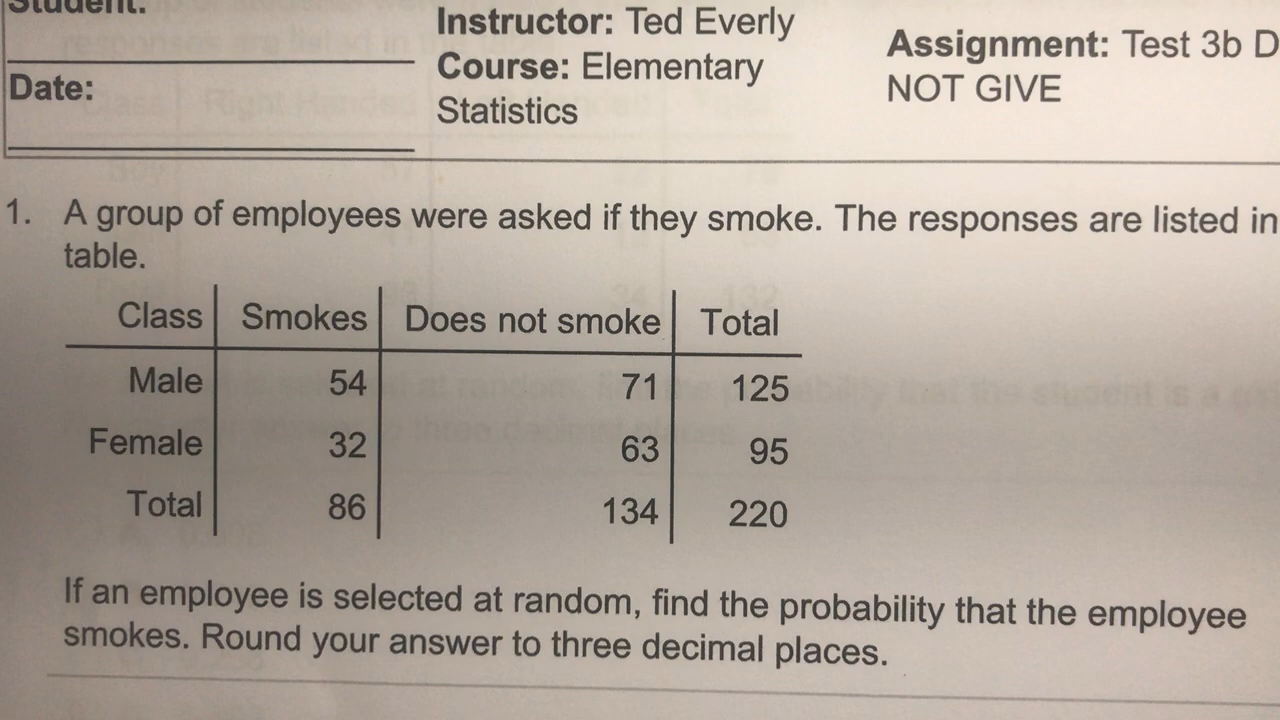 Student:
Date:
Instructor: Ted Everly
Course: Elementary
Statistics
Assignment: Test 3b D
NOT GIVE
1. A group of employees were asked if they smoke. The responses are listed in
table.
Class Smokes Does not smoke Total
Male 54 71 125
Female 32 63 95
Total 86 134 220
If an employee is selected at random, find the probability that the employee
smokes. Round your answer to three decimal places.